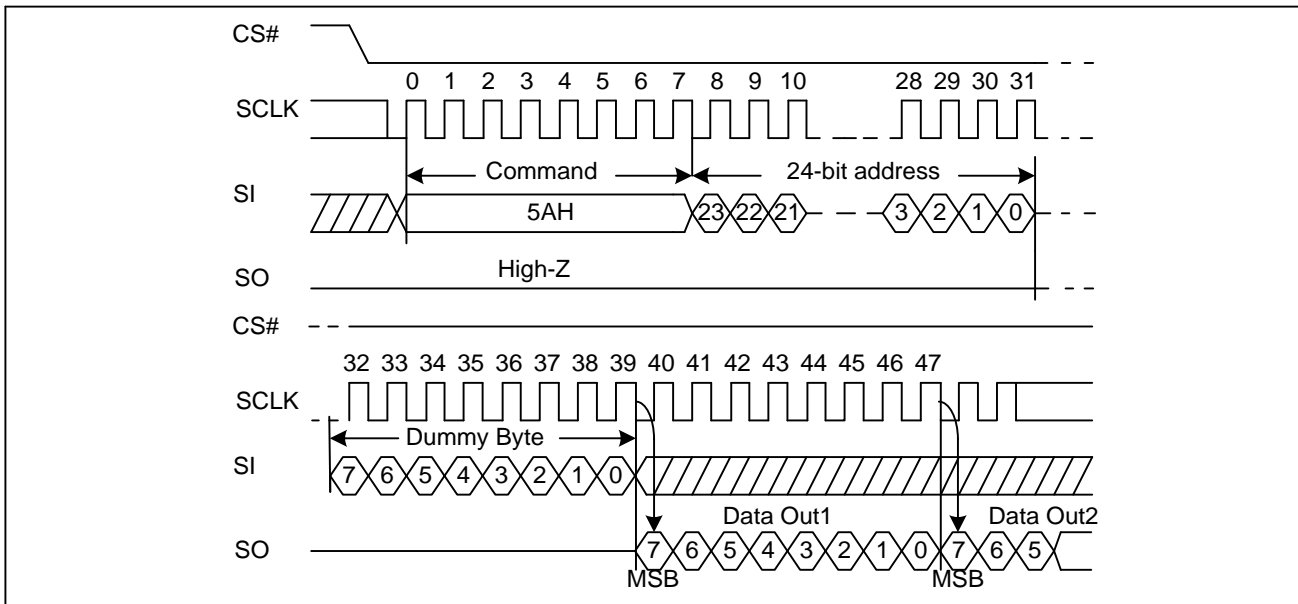 CS#
0 1 2 3 4 5 6 7 8 9 10 28 29 30 31
SCLK
Command 24-bit address
SI
5AH 23 22 21 3 2 1 0
High-Z
SO
CS#
32 33 34 35 36 37 38 39 40 41 42 43 44 45 46 47
SCLK
Dummy Byte
SI
7 6 5 4 3 2 1 0
Data Out1 Data Out2
SO
7 6 5 4 3 2 1 0 7 6 5
MSB MSB